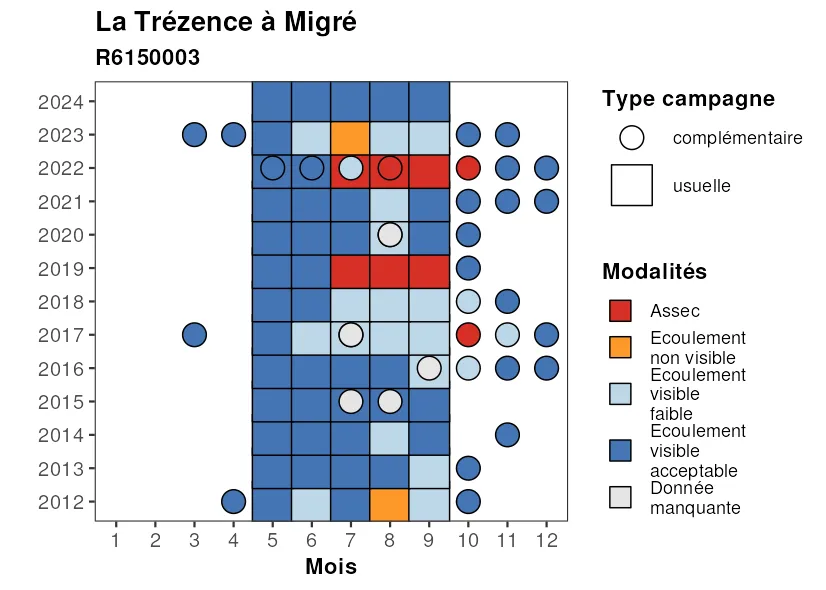 La Trézence à Migré
R6150003
2024
2023
2022
2021
2020
2019
2018
2017
2016
2015
2014
2013
2012
1 2 3 4 5 6 7 8 9 10 11 12
Mois
Type campagne
complémentaire
usuelle
Modalités
Assec
Ecoulement
non visible
Ecoulement
visible
faible
Ecoulement
visible
acceptable
Donnée
manquante